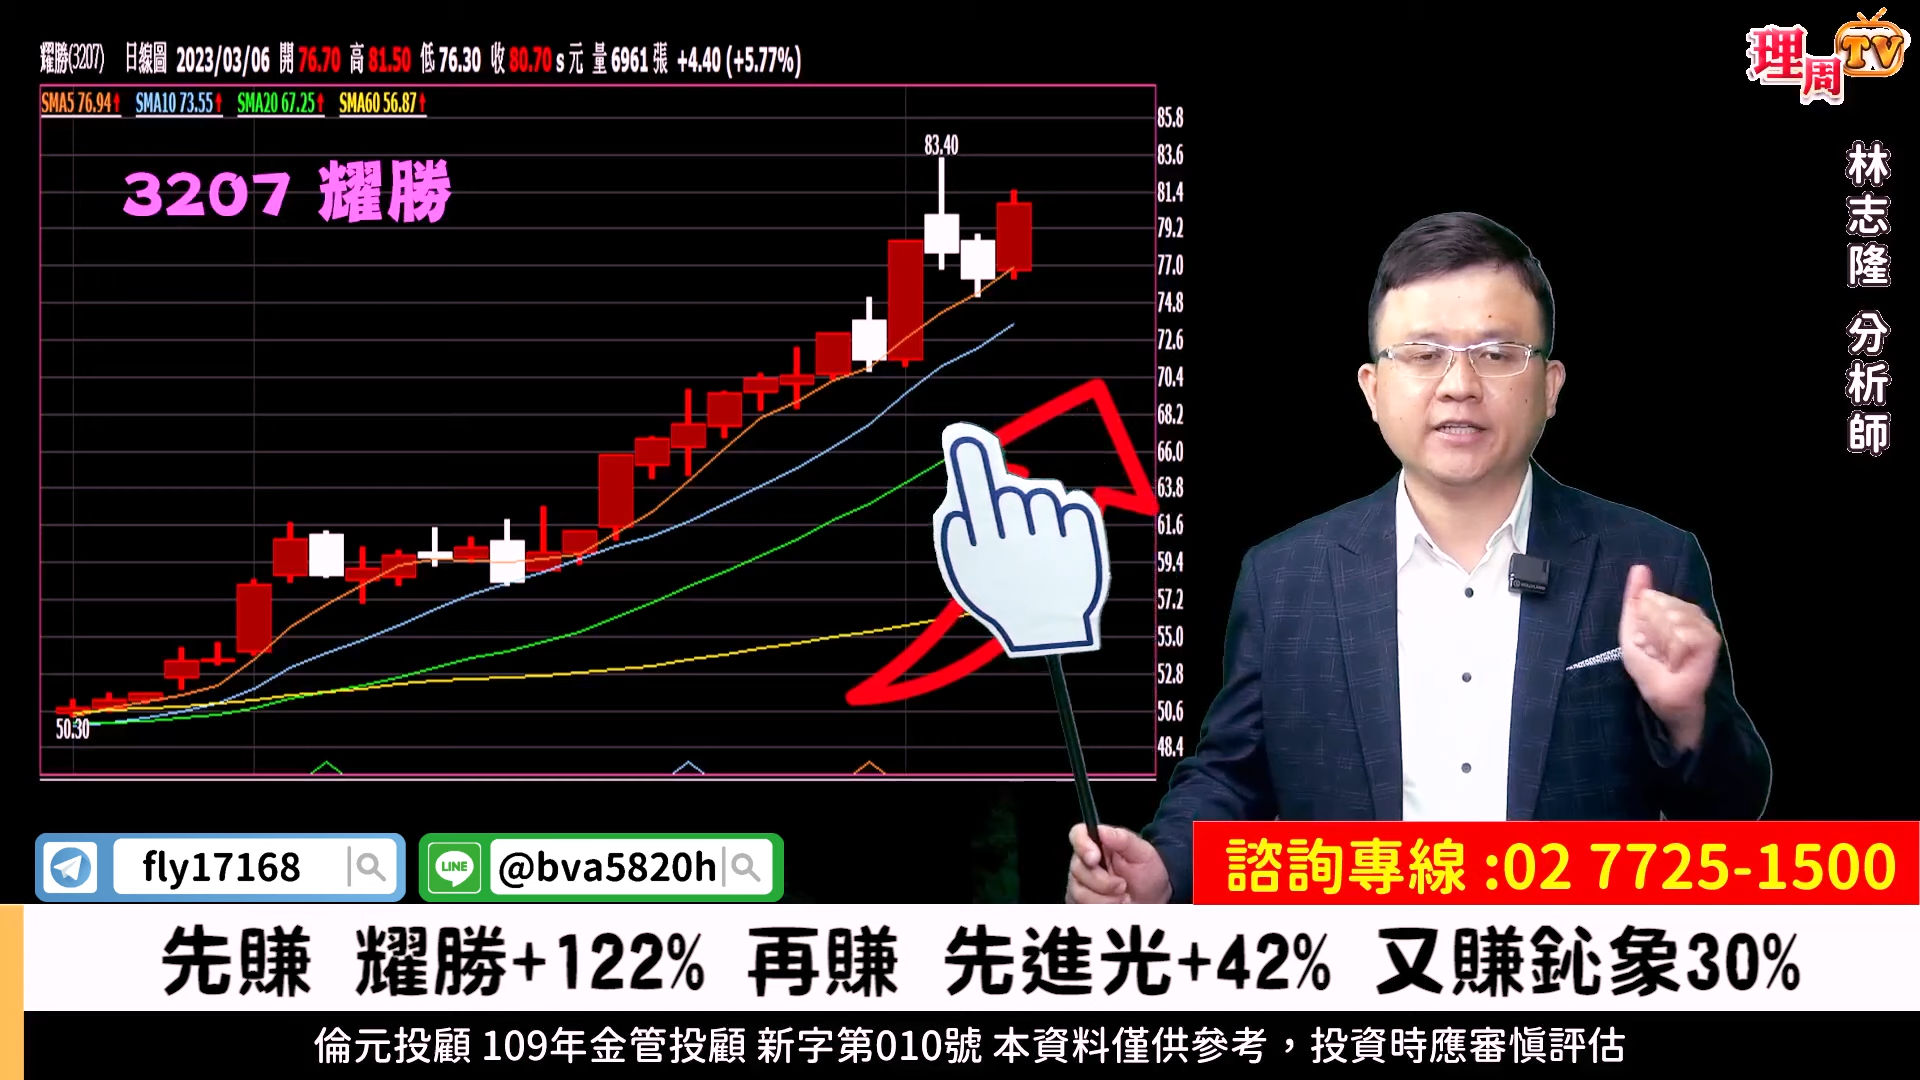 耀勝(3207) 日線圖 2023/03/06 開 76.70 高 81.50 低 76.30 收 80.70 s 元 量 6961 張 +4.40 (+5.77%)
SMA5 76.94↑ SMA10 73.55↑ SMA20 67.25↑ SMA60 56.87↑
3207 耀勝
83.40
50.30
85.8
83.6
81.4
79.2
77.0
74.8
72.6
70.4
68.2
66.0
63.8
61.6
59.4
57.2
55.0
52.8
50.6
48.4
理周TV
林志隆 分析師
fly17168
LINE @bva5820h
諮詢專線 :02 7725-1500
先賺 耀勝+122% 再賺 先進光+42% 又賺鈊象30%
倫元投顧 109年金管投顧 新字第010號 本資料僅供參考，投資時應審慎評估